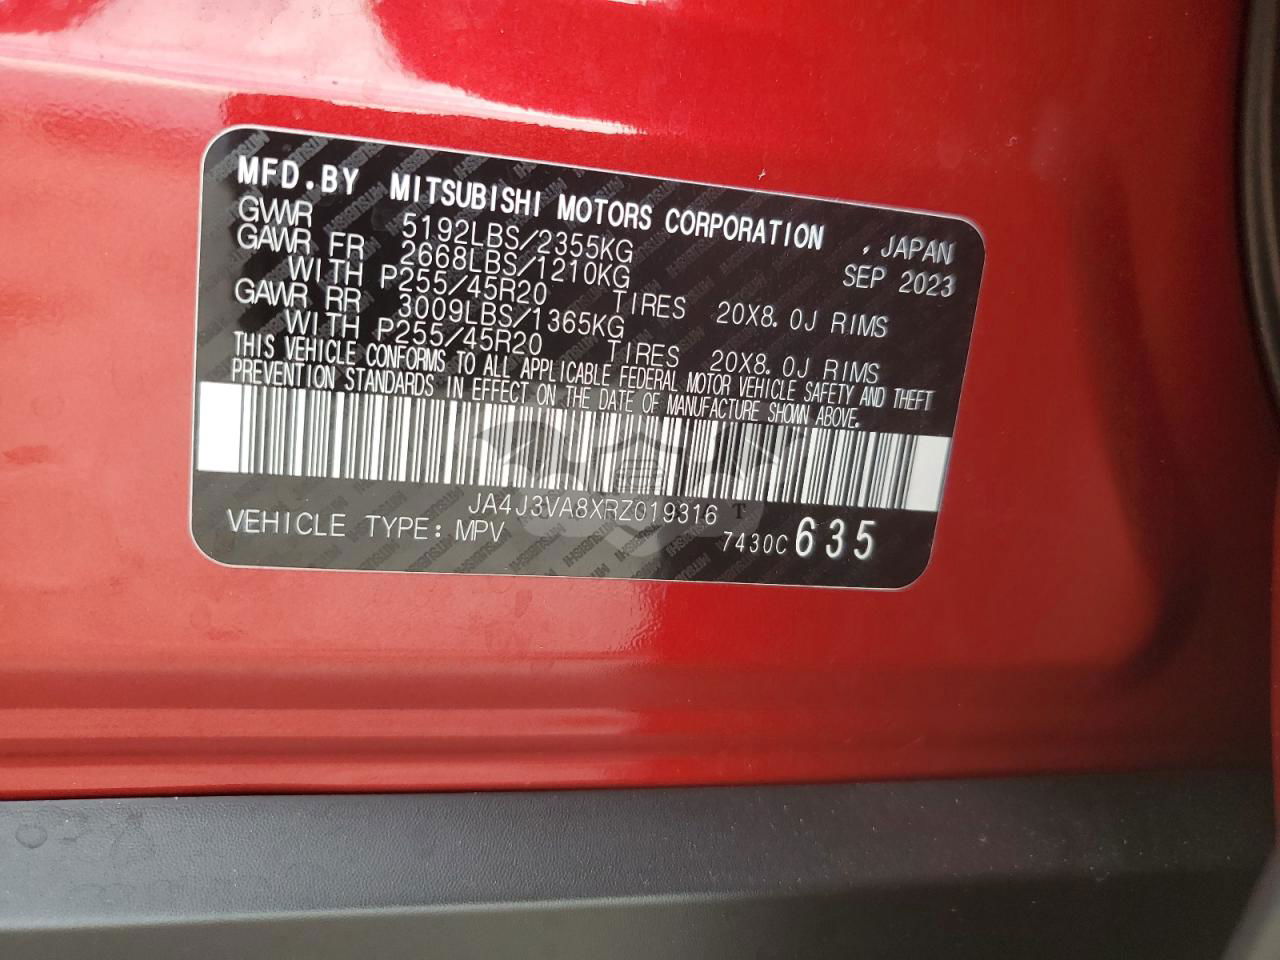 MFD.BY MITSUBISHI MOTORS CORPORATION , JAPAN
GVWR 5192LBS/2355KG SEP 2023
GAWR FR 2668LBS/1210KG
WITH P255/45R20 TIRES 20X8.0J RIMS
GAWR RR 3009LBS/1365KG
WITH P255/45R20 TIRES 20X8.0J RIMS
THIS VEHICLE CONFORMS TO ALL APPLICABLE FEDERAL MOTOR VEHICLE SAFETY AND THEFT
PREVENTION STANDARDS IN EFFECT ON THE DATE OF MANUFACTURE SHOWN ABOVE.
JA4J3VA8XRZ019316
VEHICLE TYPE:MPV 7430C 635